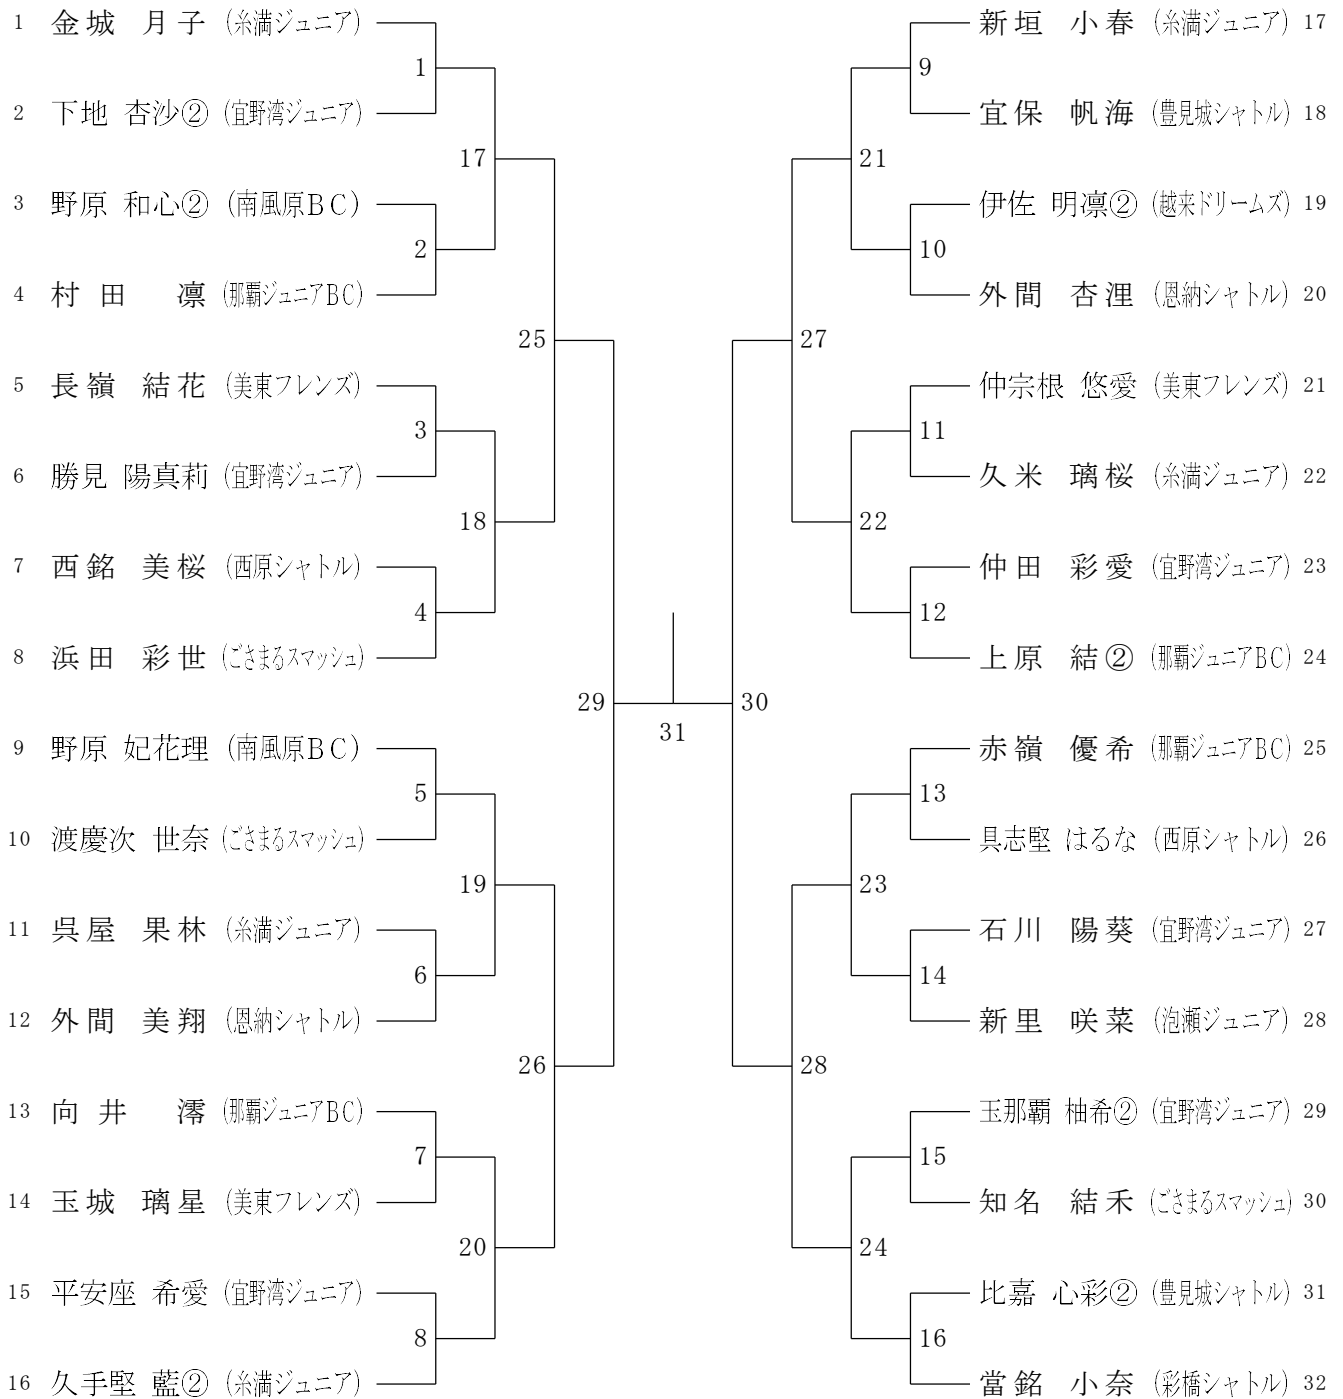 1 金城 月子 (糸満ジュニア)
1
2 下地 杏沙② (宜野湾ジュニア)
17
3 野原 和心② (南風原BC)
2
4 村田 凛 (那覇ジュニアBC)
25
5 長嶺 結花 (美東フレンズ)
3
6 勝見 陽真莉 (宜野湾ジュニア)
18
7 西銘 美桜 (西原シャトル)
4
8 浜田 彩世 (ごさまるスマッシュ)
29
9 野原 妃花理 (南風原BC)
5
10 渡慶次 世奈 (ごさまるスマッシュ)
19
11 呉屋 果林 (糸満ジュニア)
6
12 外間 美翔 (恩納シャトル)
26
13 向井 澪 (那覇ジュニアBC)
7
14 玉城 璃星 (美東フレンズ)
20
15 平安座 希愛 (宜野湾ジュニア)
8
16 久手堅 藍② (糸満ジュニア)
31
新垣 小春 (糸満ジュニア) 17
9
宜保 帆海 (豊見城シャトル) 18
21
伊佐 明凛② (越来ドリームズ) 19
10
外間 杏浬 (恩納シャトル) 20
27
仲宗根 悠愛 (美東フレンズ) 21
11
久米 璃桜 (糸満ジュニア) 22
22
仲田 彩愛 (宜野湾ジュニア) 23
12
上原 結② (那覇ジュニアBC) 24
30
赤嶺 優希 (那覇ジュニアBC) 25
13
具志堅 はるな (西原シャトル) 26
23
石川 陽葵 (宜野湾ジュニア) 27
14
新里 咲菜 (泡瀬ジュニア) 28
28
玉那覇 柚希② (宜野湾ジュニア) 29
15
知名 結禾 (ごさまるスマッシュ) 30
24
比嘉 心彩② (豊見城シャトル) 31
16
當銘 小奈 (彩橋シャトル) 32